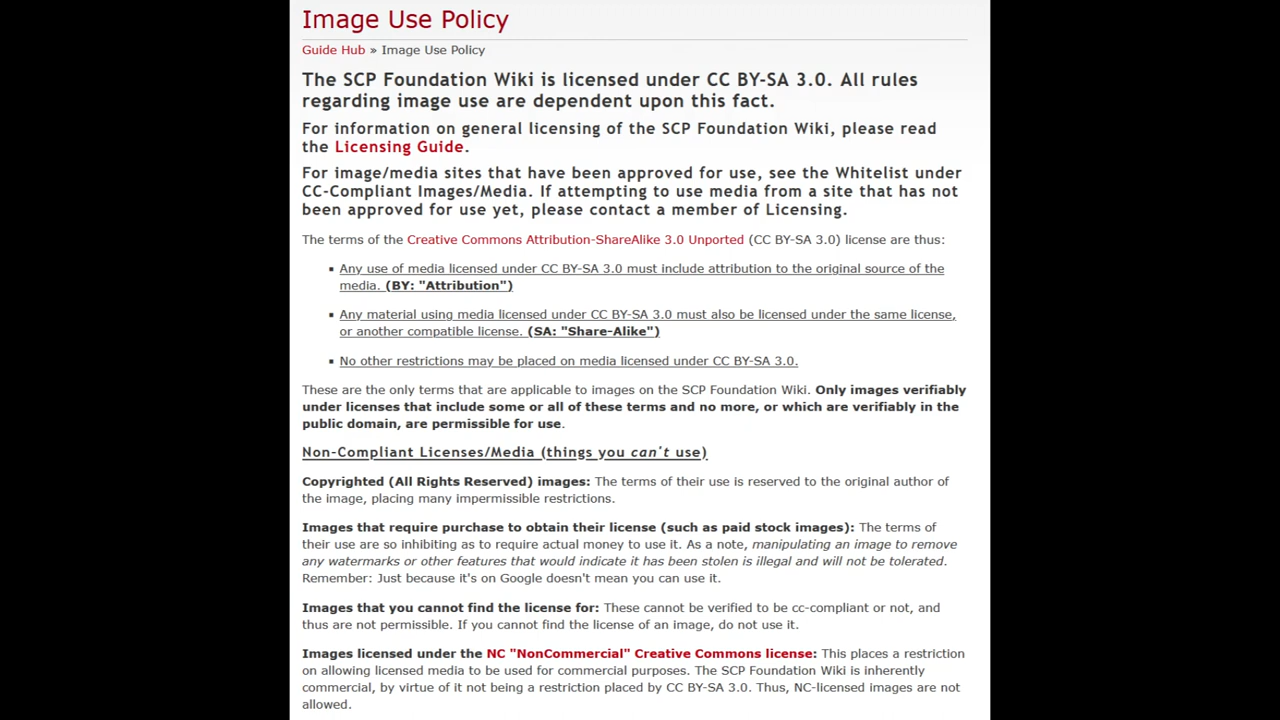 Image Use Policy
Guide Hub » Image Use Policy
The SCP Foundation Wiki is licensed under CC BY-SA 3.0. All rules
regarding image use are dependent upon this fact.
For information on general licensing of the SCP Foundation Wiki, please read
the Licensing Guide.
For image/media sites that have been approved for use, see the Whitelist under
CC-Compliant Images/Media. If attempting to use media from a site that has not
been approved for use yet, please contact a member of Licensing.
The terms of the Creative Commons Attribution-ShareAlike 3.0 Unported (CC BY-SA 3.0) license are thus:
▪ Any use of media licensed under CC BY-SA 3.0 must include attribution to the original source of the
media. (BY: "Attribution")
▪ Any material using media licensed under CC BY-SA 3.0 must also be licensed under the same license,
or another compatible license. (SA: "Share-Alike")
▪ No other restrictions may be placed on media licensed under CC BY-SA 3.0.
These are the only terms that are applicable to images on the SCP Foundation Wiki. Only images verifiably
under licenses that include some or all of these terms and no more, or which are verifiably in the
public domain, are permissible for use.
Non-Compliant Licenses/Media (things you can't use)
Copyrighted (All Rights Reserved) images: The terms of their use is reserved to the original author of
the image, placing many impermissible restrictions.
Images that require purchase to obtain their license (such as paid stock images): The terms of
their use are so inhibiting as to require actual money to use it. As a note, manipulating an image to remove
any watermarks or other features that would indicate it has been stolen is illegal and will not be tolerated.
Remember: Just because it's on Google doesn't mean you can use it.
Images that you cannot find the license for: These cannot be verified to be cc-compliant or not, and
thus are not permissible. If you cannot find the license of an image, do not use it.
Images licensed under the NC "NonCommercial" Creative Commons license: This places a restriction
on allowing licensed media to be used for commercial purposes. The SCP Foundation Wiki is inherently
commercial, by virtue of it not being a restriction placed by CC BY-SA 3.0. Thus, NC-licensed images are not
allowed.